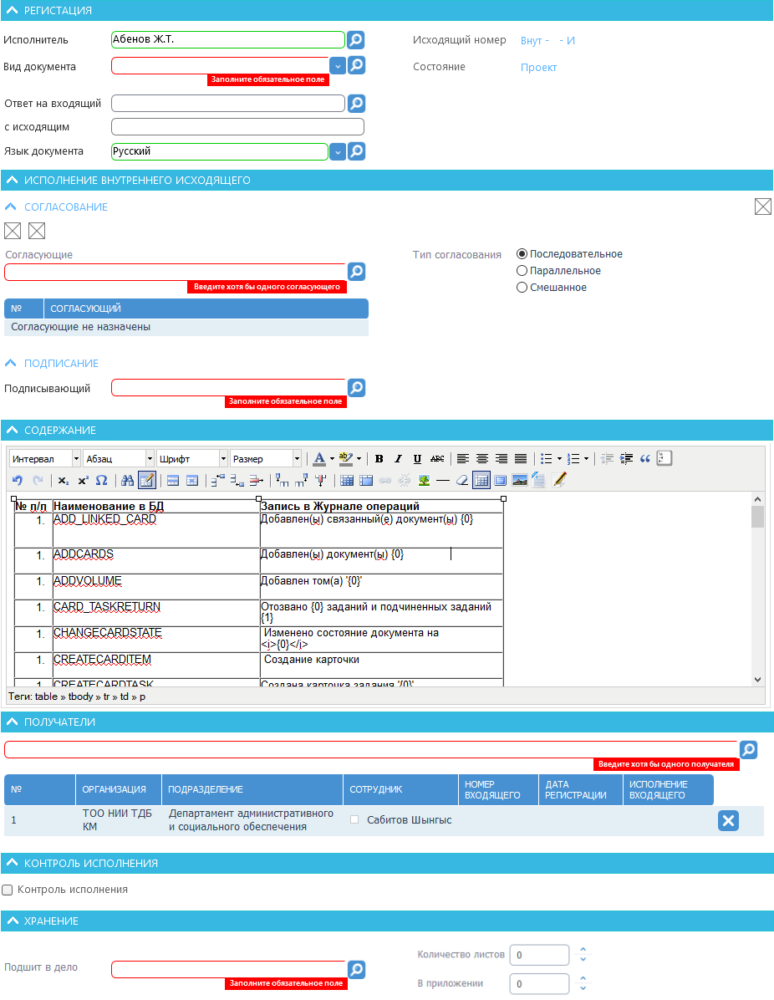 РЕГИСТАЦИЯ
Исполнитель Абенов Ж.Т. Исходящий номер Внут - - И
Вид документа Состояние Проект
Заполните обязательное поле
Ответ на входящий
с исходящим
Язык документа Русский
ИСПОЛНЕНИЕ ВНУТРЕННЕГО ИСХОДЯЩЕГО
СОГЛАСОВАНИЕ
Согласующие Тип согласования Последовательное
Параллельное
Введите хотя бы одного согласующего Смешанное
№ СОГЛАСУЮЩИЙ
Согласующие не назначены
ПОДПИСАНИЕ
Подписывающий
Заполните обязательное поле
СОДЕРЖАНИЕ
Интервал Абзац Шрифт Размер A ab B I U ABC
x₂ x² Ω
№ п/п Наименование в БД Запись в Журнале операций
1. ADD_LINKED_CARD Добавлен(ы) связанный(е) документ(ы) {0}
1. ADDCARDS Добавлен(ы) документ(ы) {0}
1. ADDVOLUME Добавлен том(а) '{0}'
1. CARD_TASKRETURN Отозвано {0} заданий и подчиненных заданий
{1}
1. CHANGECARDSTATE Изменено состояние документа на
<i>{0}</i>
1. CREATECARDITEM Создание карточки
1. CREATECARDTASK Создана карточка задания '{0}'
Теги: table » tbody » tr » td » p
ПОЛУЧАТЕЛИ
Введите хотя бы одного получателя
№ ОРГАНИЗАЦИЯ ПОДРАЗДЕЛЕНИЕ СОТРУДНИК НОМЕР ВХОДЯЩЕГО ДАТА РЕГИСТРАЦИИ ИСПОЛНЕНИЕ ВХОДЯЩЕГО
1 ТОО НИИ ТДБ Департамент административного Сабитов Шынгыс
КМ и социального обеспечения
КОНТРОЛЬ ИСПОЛНЕНИЯ
Контроль исполнения
ХРАНЕНИЕ
Количество листов 0
Подшит в дело
Заполните обязательное поле В приложении 0